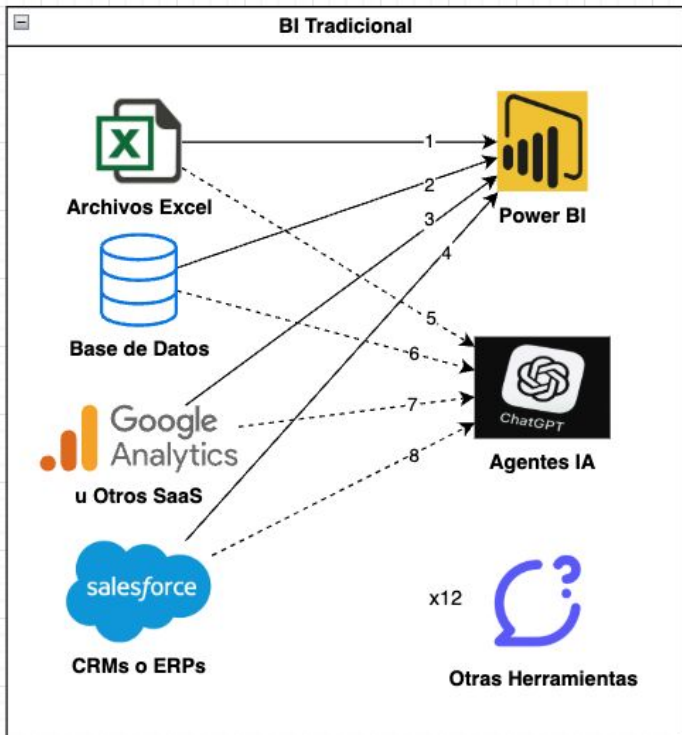 BI Tradicional
X
Archivos Excel
1
Power BI
2
3
4
Base de Datos
5
6
ChatGPT
Agentes IA
7
8
Google
Analytics
u Otros SaaS
salesforce
CRMs o ERPs
x12
?
Otras Herramientas